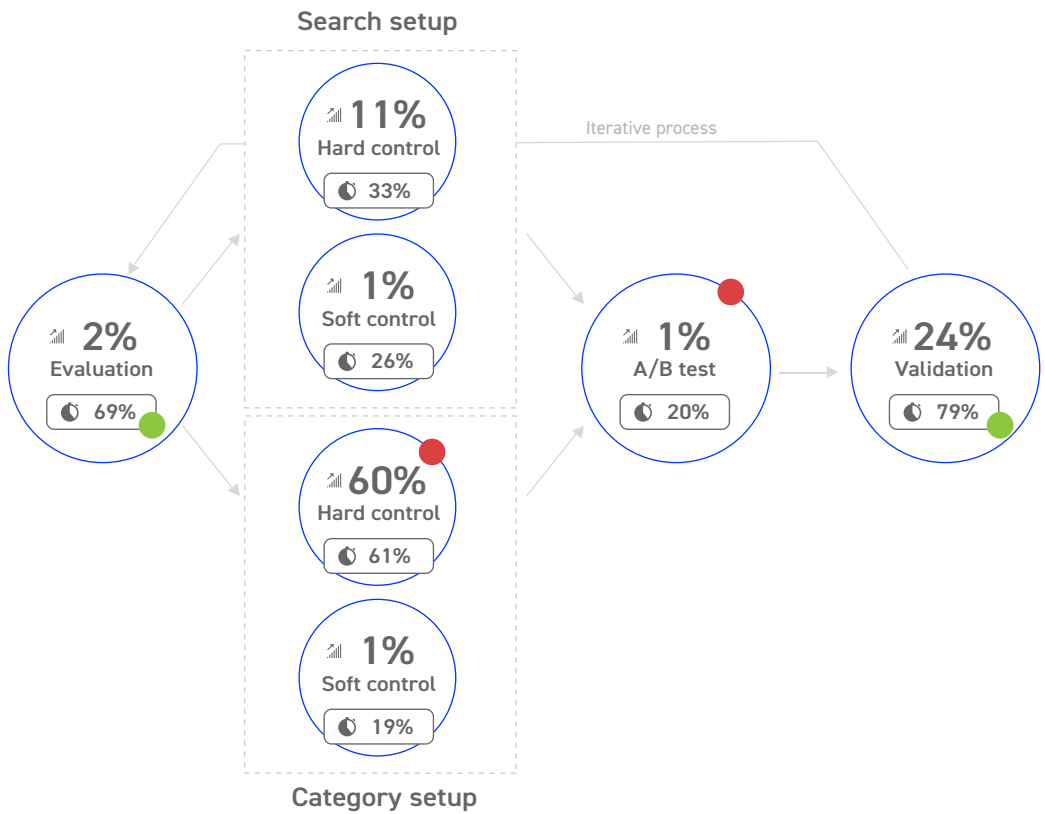 Search setup
11%
Hard control
33%
Iterative process
1%
Soft control
26%
2%
Evaluation
69%
1%
A/B test
20%
24%
Validation
79%
60%
Hard control
61%
1%
Soft control
19%
Category setup